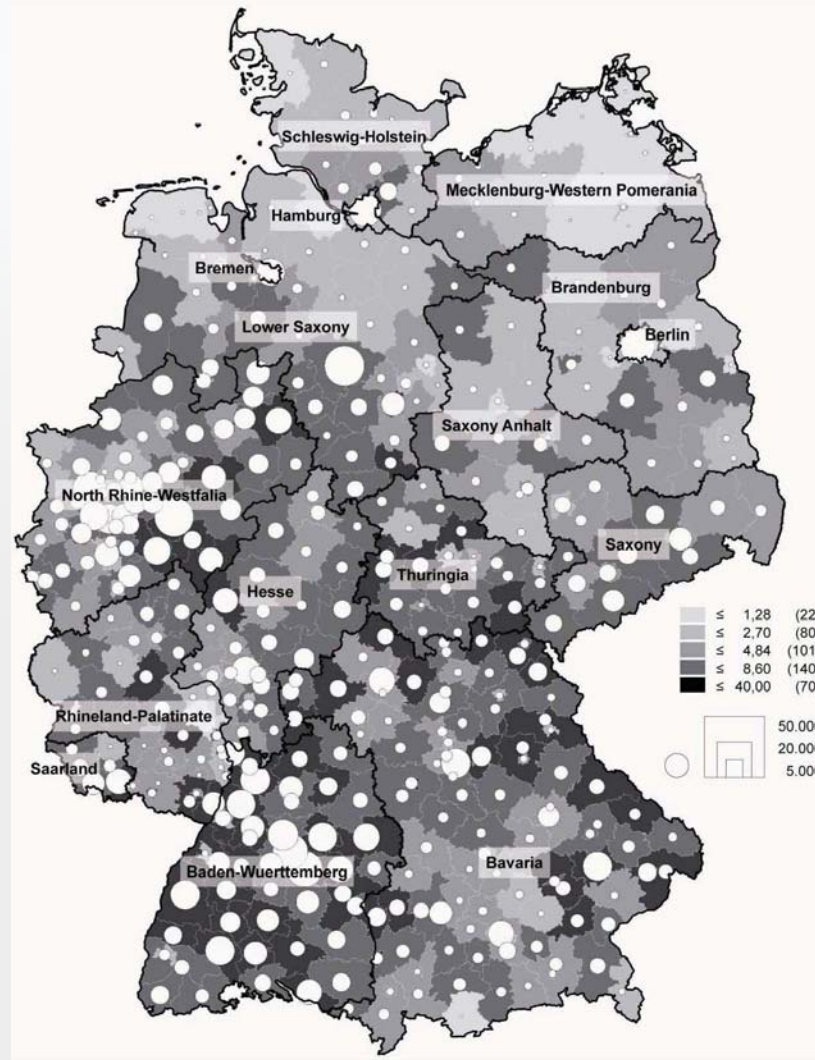 Schleswig-Holstein
Mecklenburg-Western Pomerania
Hamburg
Bremen
Brandenburg
Lower Saxony
Berlin
Saxony Anhalt
North Rhine-Westfalia
Saxony
Thuringia
Hesse
≤ 1,28 (22
≤ 2,70 (80
≤ 4,84 (101
≤ 8,60 (140
≤ 40,00 (70
Rhineland-Palatinate
50.000
20.000
5.000
Saarland
Bavaria
Baden-Wuerttemberg